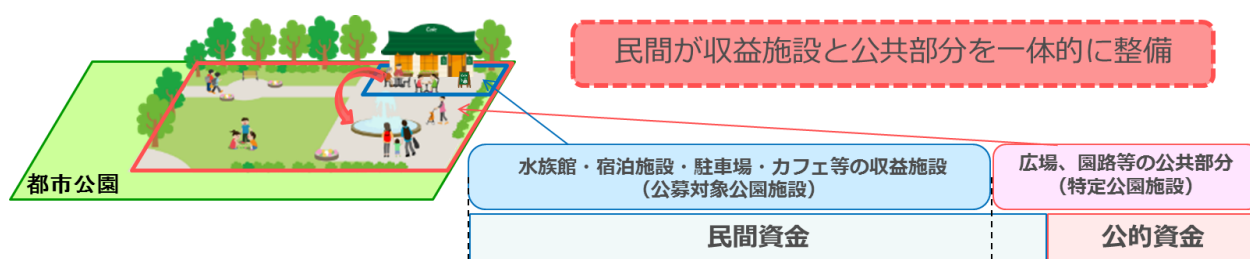 民間が収益施設と公共部分を一体的に整備
都市公園
水族館・宿泊施設・駐車場・カフェ等の収益施設
（公募対象公園施設）
広場、園路等の公共部分
（特定公園施設）
民間資金
公的資金